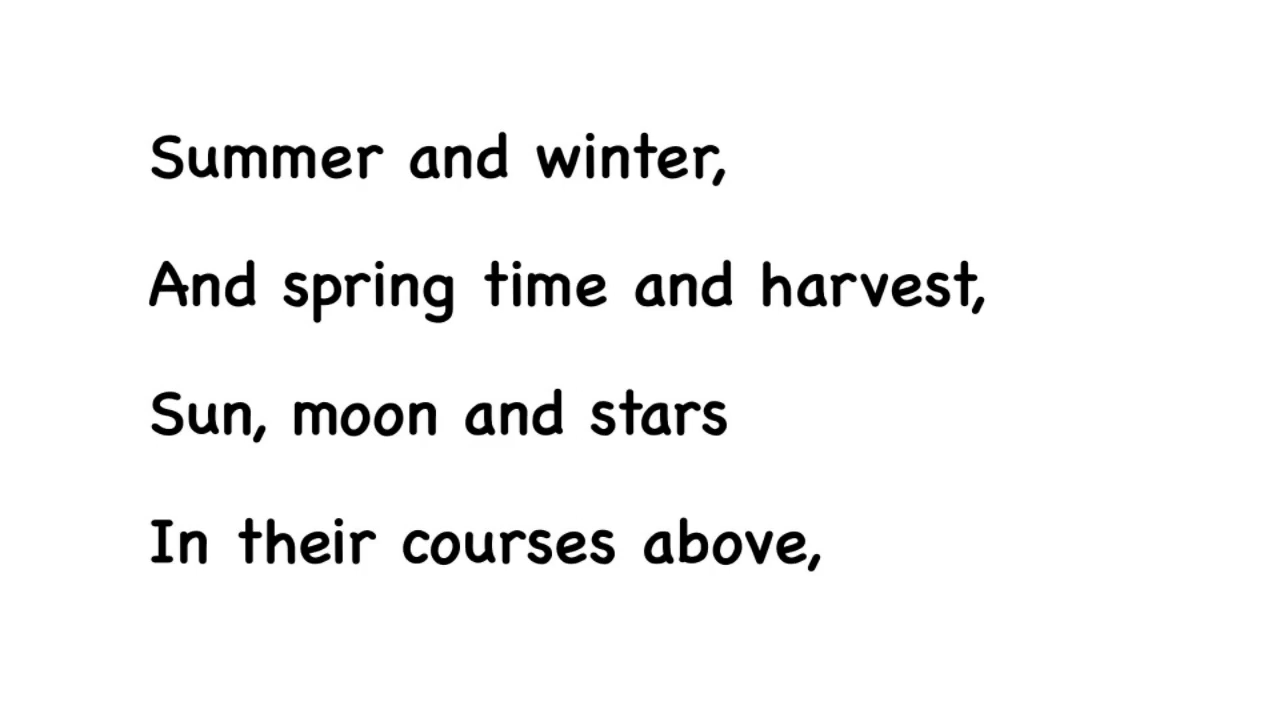 Summer and winter,
And spring time and harvest,
Sun, moon and stars
In their courses above,